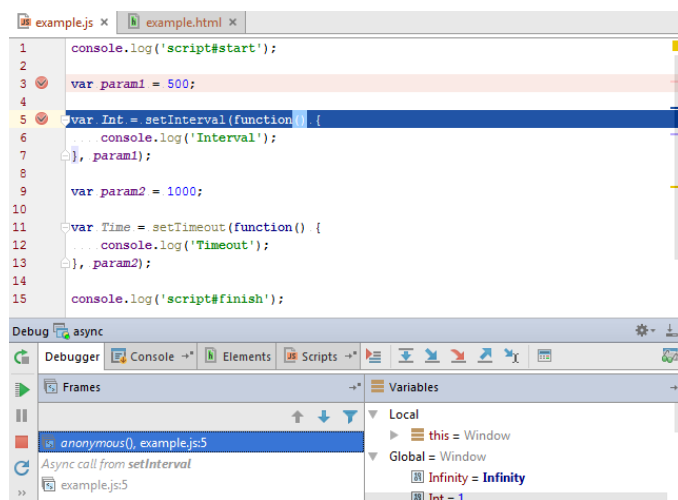 example.js × example.html ×
1 console.log('script#start');
2
3 var param1 = 500;
4
5 var Int = setInterval(function() {
6 console.log('Interval');
7 }, param1);
8
9 var param2 = 1000;
10
11 var Time = setTimeout(function() {
12 console.log('Timeout');
13 }, param2);
14
15 console.log('script#finish');
Debug async
Debugger Console Elements Scripts
Frames Variables
Local
anonymous(), example.js:5 this = Window
Async call from setInterval Global = Window
example.js:5 Infinity = Infinity
Int = 1